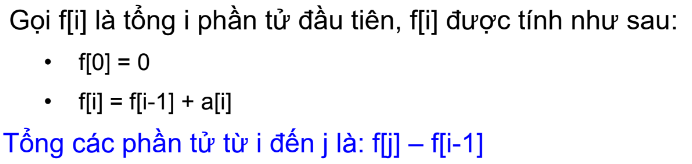 Gọi f[i] là tổng i phần tử đầu tiên, f[i] được tính như sau:
• f[0] = 0
• f[i] = f[i-1] + a[i]
Tổng các phần tử từ i đến j là: f[j] – f[i-1]